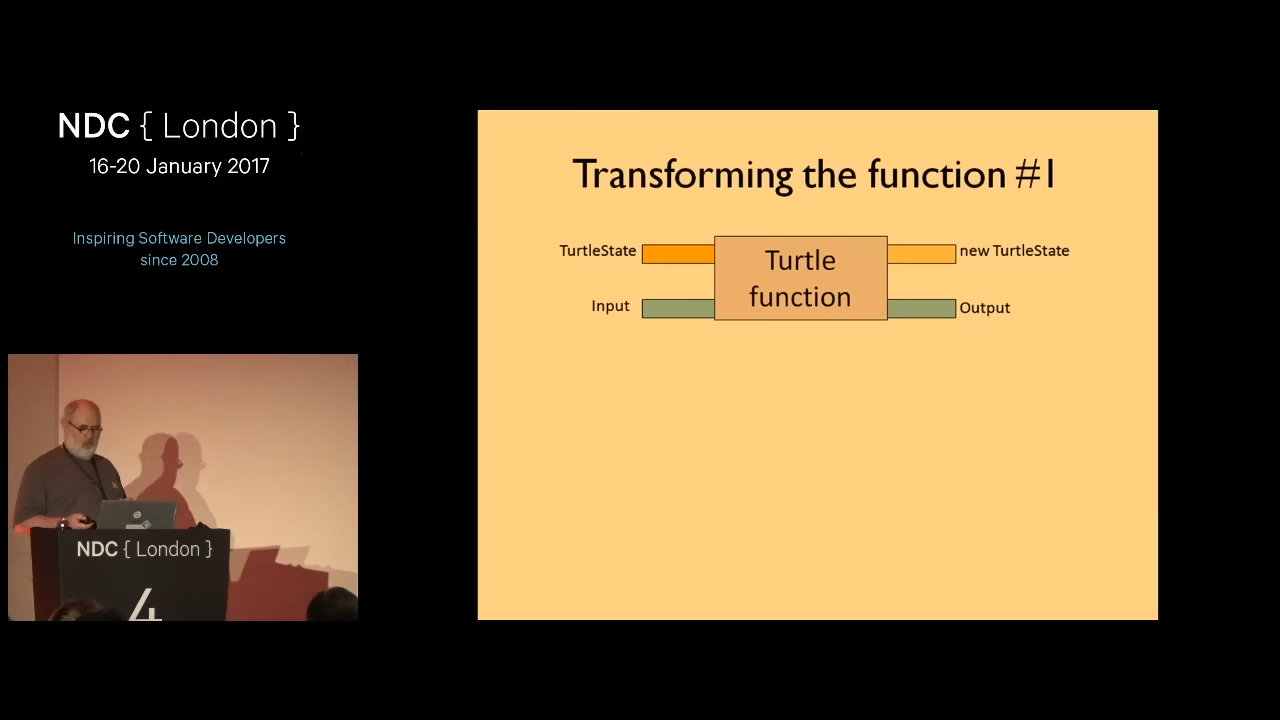 NDC { London }
16-20 January 2017
Inspiring Software Developers
since 2008
Transforming the function #1
TurtleState
Turtle
function
new TurtleState
Input
Output
NDC { London }
4